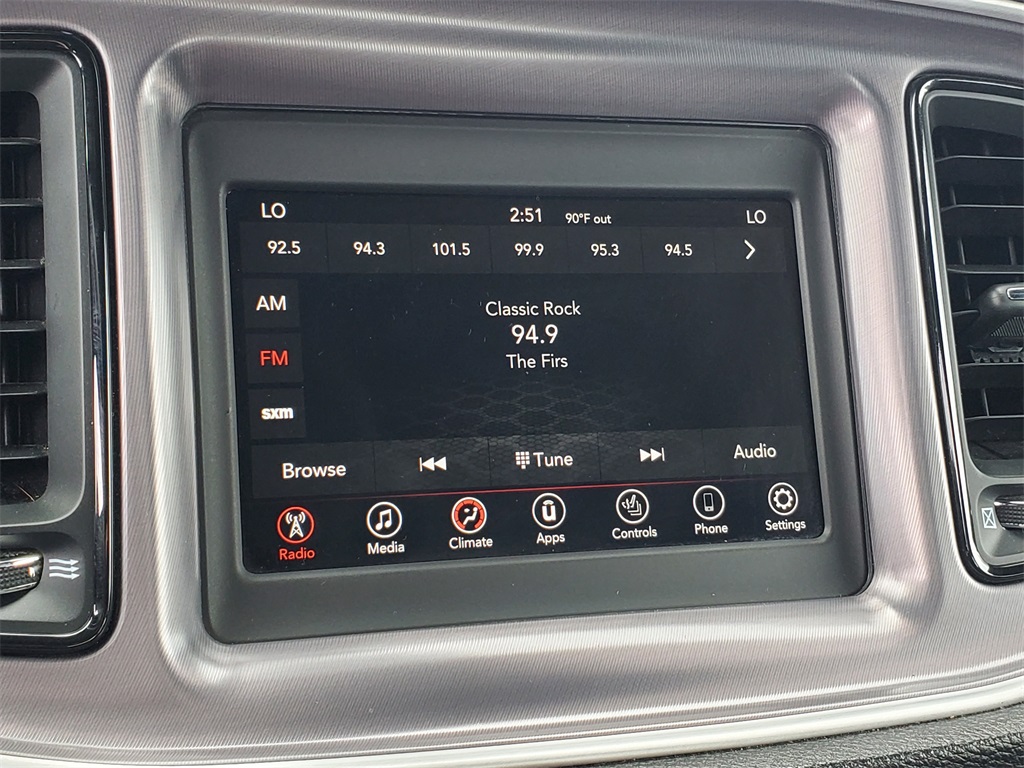 LO 2:51 90°F out LO
92.5 94.3 101.5 99.9 95.3 94.5
AM
Classic Rock
94.9
FM
The Firs
sxm
Browse Tune Audio
Radio Media Climate Apps Controls Phone Settings